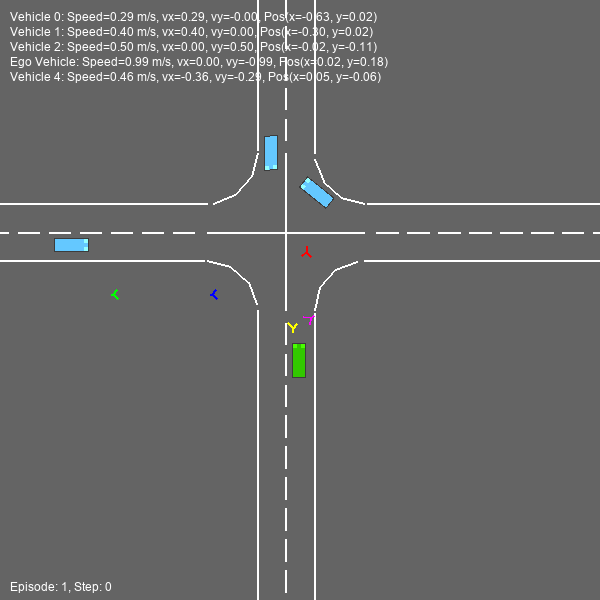 Vehicle 0: Speed=0.29 m/s, vx=0.29, vy=-0.00, Pos(x=-0.63, y=0.02)
Vehicle 1: Speed=0.40 m/s, vx=0.40, vy=0.00, Pos(x=-0.30, y=0.02)
Vehicle 2: Speed=0.50 m/s, vx=0.00, vy=0.50, Pos(x=-0.02, y=-0.11)
Ego Vehicle: Speed=0.99 m/s, vx=0.00, vy=-0.99, Pos(x=0.02, y=0.18)
Vehicle 4: Speed=0.46 m/s, vx=-0.36, vy=-0.29, Pos(x=0.05, y=-0.06)
Episode: 1, Step: 0